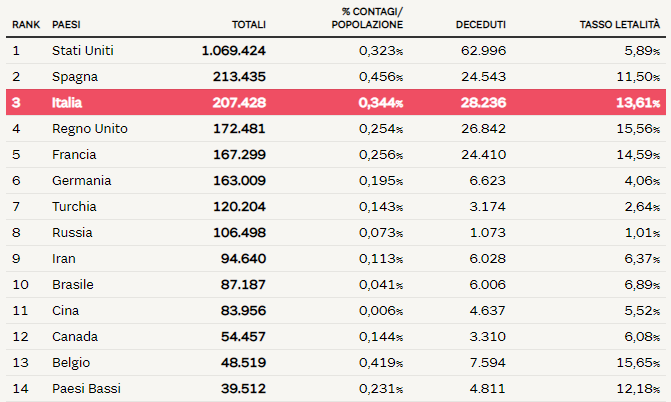 RANK PAESI TOTALI % CONTAGI/ POPOLAZIONE DECEDUTI TASSO LETALITÀ
1 Stati Uniti 1.069.424 0,323% 62.996 5,89%
2 Spagna 213.435 0,456% 24.543 11,50%
3 Italia 207.428 0,344% 28.236 13,61%
4 Regno Unito 172.481 0,254% 26.842 15,56%
5 Francia 167.299 0,256% 24.410 14,59%
6 Germania 163.009 0,195% 6.623 4,06%
7 Turchia 120.204 0,143% 3.174 2,64%
8 Russia 106.498 0,073% 1.073 1,01%
9 Iran 94.640 0,113% 6.028 6,37%
10 Brasile 87.187 0,041% 6.006 6,89%
11 Cina 83.956 0,006% 4.637 5,52%
12 Canada 54.457 0,144% 3.310 6,08%
13 Belgio 48.519 0,419% 7.594 15,65%
14 Paesi Bassi 39.512 0,231% 4.811 12,18%